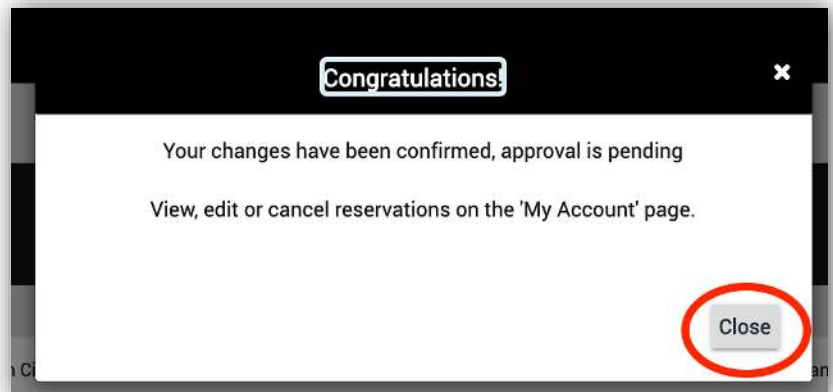 Congratulations!
Your changes have been confirmed, approval is pending
View, edit or cancel reservations on the 'My Account' page.
Close